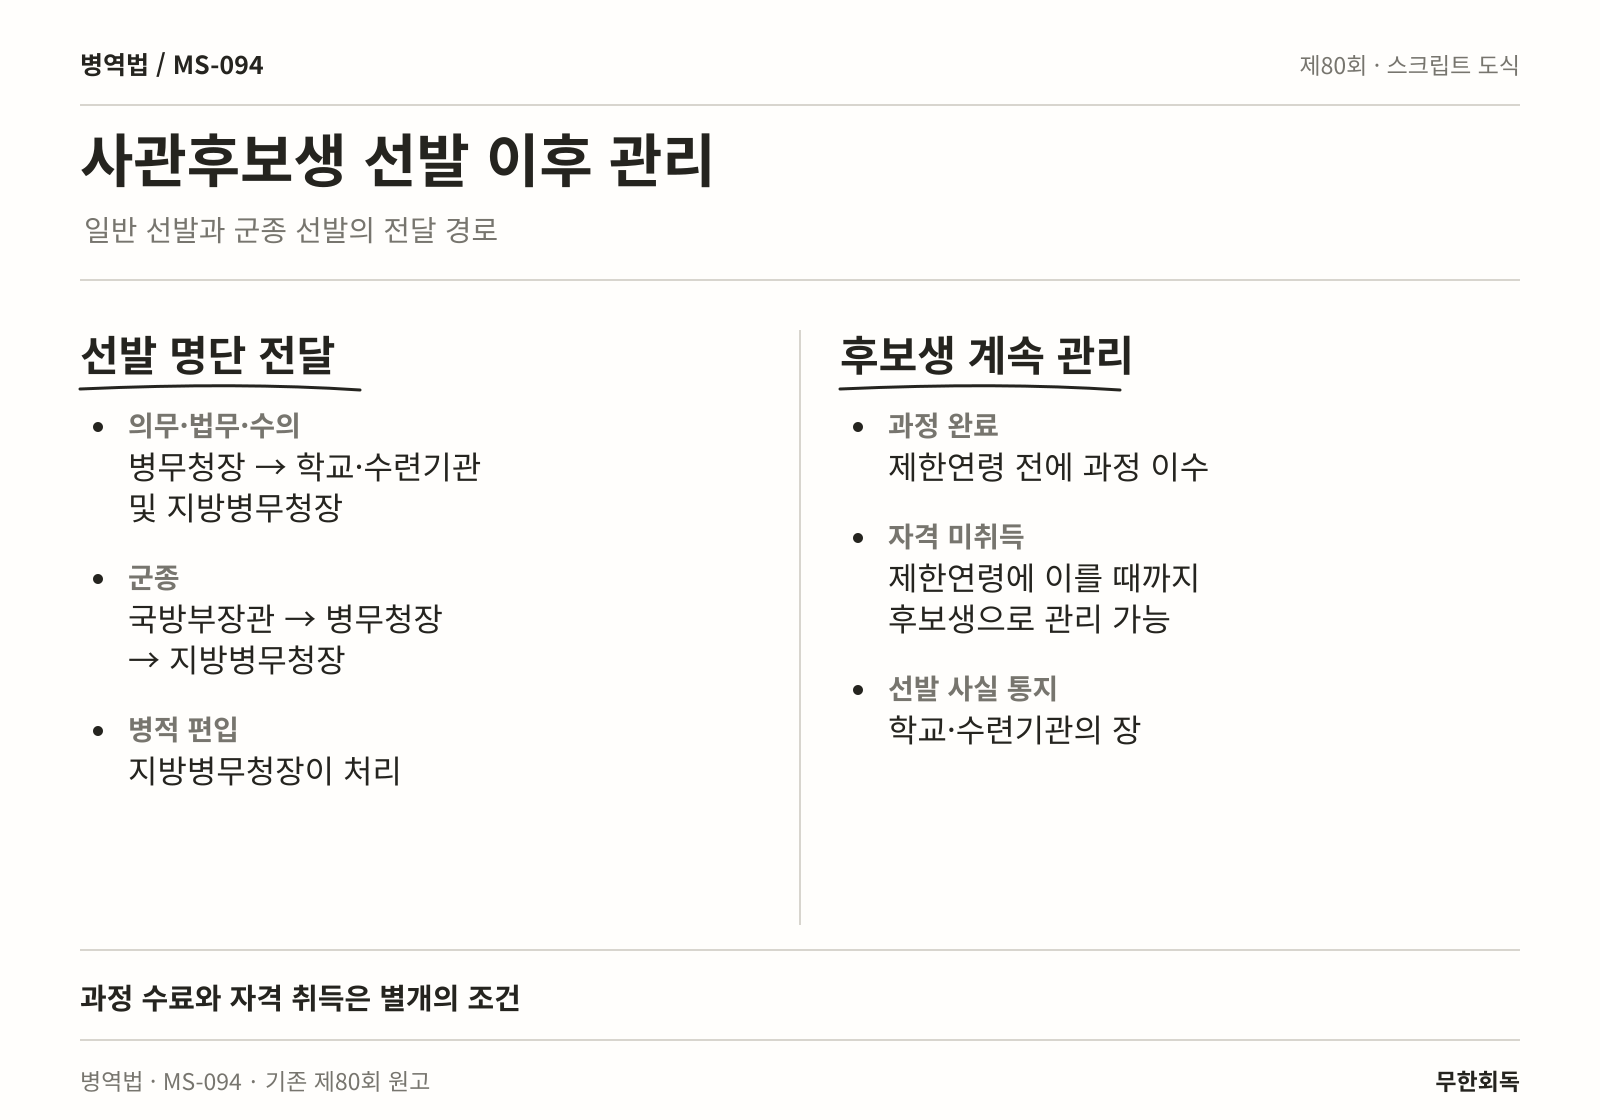 병역법 / MS-094
제80회 · 스크립트 도식
사관후보생 선발 이후 관리
일반 선발과 군종 선발의 전달 경로
선발 명단 전달
• 의무·법무·수의
병무청장 → 학교·수련기관
및 지방병무청장
• 군종
국방부장관 → 병무청장
→ 지방병무청장
• 병적 편입
지방병무청장이 처리
후보생 계속 관리
• 과정 완료
제한연령 전에 과정 이수
• 자격 미취득
제한연령에 이를 때까지
후보생으로 관리 가능
• 선발 사실 통지
학교·수련기관의 장
과정 수료와 자격 취득은 별개의 조건
병역법 · MS-094 · 기존 제80회 원고
무한회독